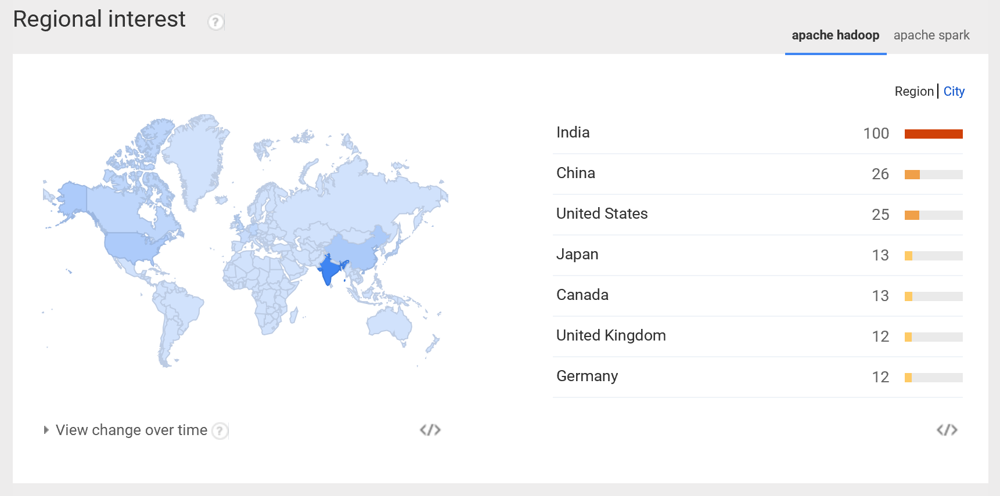 Regional interest ?
apache hadoop apache spark
Region City
India 100
China 26
United States 25
Japan 13
Canada 13
United Kingdom 12
Germany 12
View change over time ? </> </>